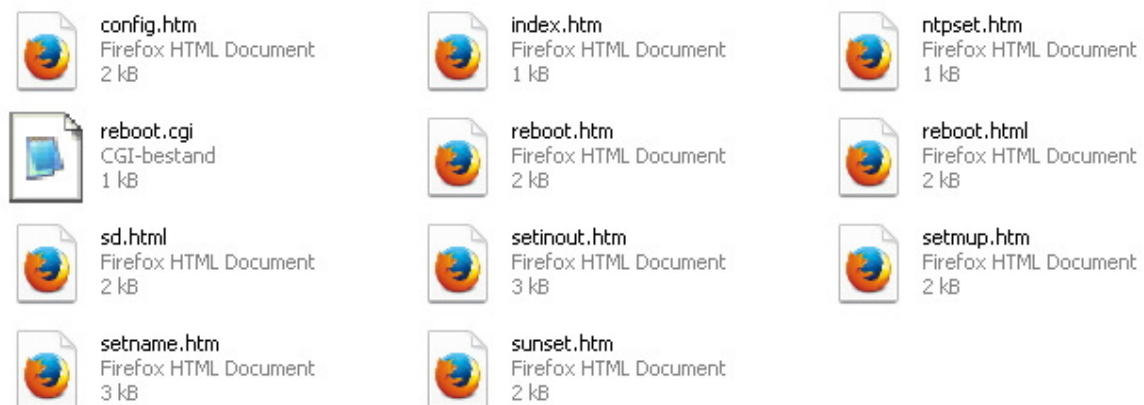 config.htm
Firefox HTML Document
2 kB
index.htm
Firefox HTML Document
1 kB
ntpset.htm
Firefox HTML Document
1 kB
reboot.cgi
CGI-bestand
1 kB
reboot.htm
Firefox HTML Document
2 kB
reboot.html
Firefox HTML Document
2 kB
sd.html
Firefox HTML Document
2 kB
setinout.htm
Firefox HTML Document
3 kB
setmup.htm
Firefox HTML Document
2 kB
setname.htm
Firefox HTML Document
3 kB
sunset.htm
Firefox HTML Document
2 kB